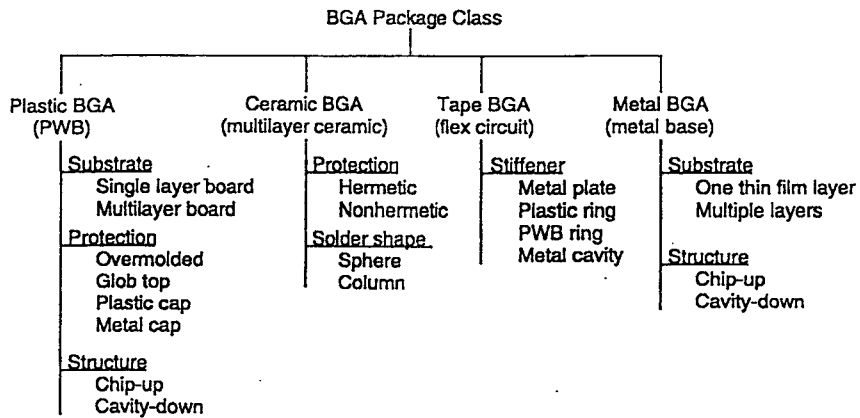 BGA Package Class
Plastic BGA
(PWB)
Substrate
Single layer board
Multilayer board
Protection
Overmolded
Glob top
Plastic cap
Metal cap
Structure
Chip-up
Cavity-down
Ceramic BGA
(multilayer ceramic)
Protection
Hermetic
Nonhermetic
Solder shape
Sphere
Column
Tape BGA
(flex circuit)
Stiffener
Metal plate
Plastic ring
PWB ring
Metal cavity
Metal BGA
(metal base)
Substrate
One thin film layer
Multiple layers
Structure
Chip-up
Cavity-down